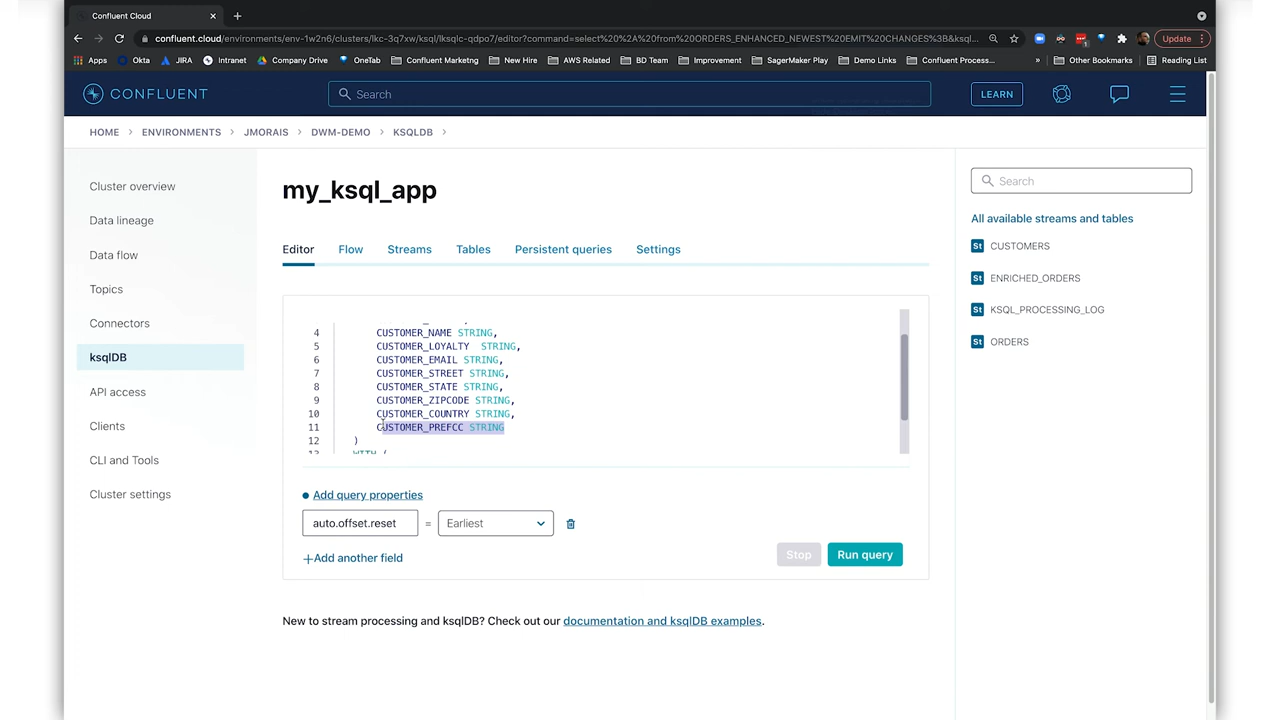 Confluent Cloud
confluent.cloud/environments/env-1w2n6/clusters/lkc-3q7xw/ksql/lksqlc-qdpo7/editor?command=select%20%2A%20from%20ORDERS_ENHANCED_NEWEST%20EMIT%20CHANGES%3B&ksql...
Update
Apps
Okta
JIRA
Intranet
Company Drive
OneTab
Confluent Marketng
New Hire
AWS Related
BD Team
Improvement
SagerMaker Play
Demo Links
Confluent Process...
»
Other Bookmarks
Reading List
CONFLUENT
Search
LEARN
HOME > ENVIRONMENTS > JMORAIS > DWM-DEMO > KSQLDB >
Cluster overview
Data lineage
Data flow
Topics
Connectors
ksqlDB
API access
Clients
CLI and Tools
Cluster settings
my_ksql_app
Editor Flow Streams Tables Persistent queries Settings
4 CUSTOMER_NAME STRING,
5 CUSTOMER_LOYALTY STRING,
6 CUSTOMER_EMAIL STRING,
7 CUSTOMER_STREET STRING,
8 CUSTOMER_STATE STRING,
9 CUSTOMER_ZIPCODE STRING,
10 CUSTOMER_COUNTRY STRING,
11 CUSTOMER_PREFCC STRING
12 )
13 WITH (
Add query properties
auto.offset.reset = Earliest
+Add another field
Stop Run query
New to stream processing and ksqlDB? Check out our documentation and ksqlDB examples.
Search
All available streams and tables
St CUSTOMERS
St ENRICHED_ORDERS
St KSQL_PROCESSING_LOG
St ORDERS